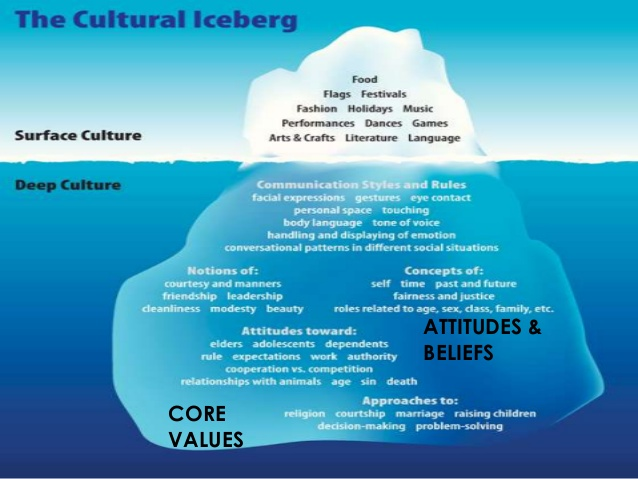 The Cultural Iceberg
Food
Flags Festivals
Fashion Holidays Music
Performances Dances Games
Arts & Crafts Literature Language
Surface Culture
Deep Culture
Communication Styles and Rules
facial expressions gestures eye contact
personal space touching
body language tone of voice
handling and displaying of emotion
conversational patterns in different social situations
Notions of:
courtesy and manners
friendship leadership
cleanliness modesty beauty
Concepts of:
self time past and future
fairness and justice
roles related to age, sex, class, family, etc.
ATTITUDES &
BELIEFS
Attitudes toward:
elders adolescents dependents
rule expectations work authority
cooperation vs. competition
relationships with animals age sin death
CORE
VALUES
Approaches to:
religion courtship marriage raising children
decision-making problem-solving